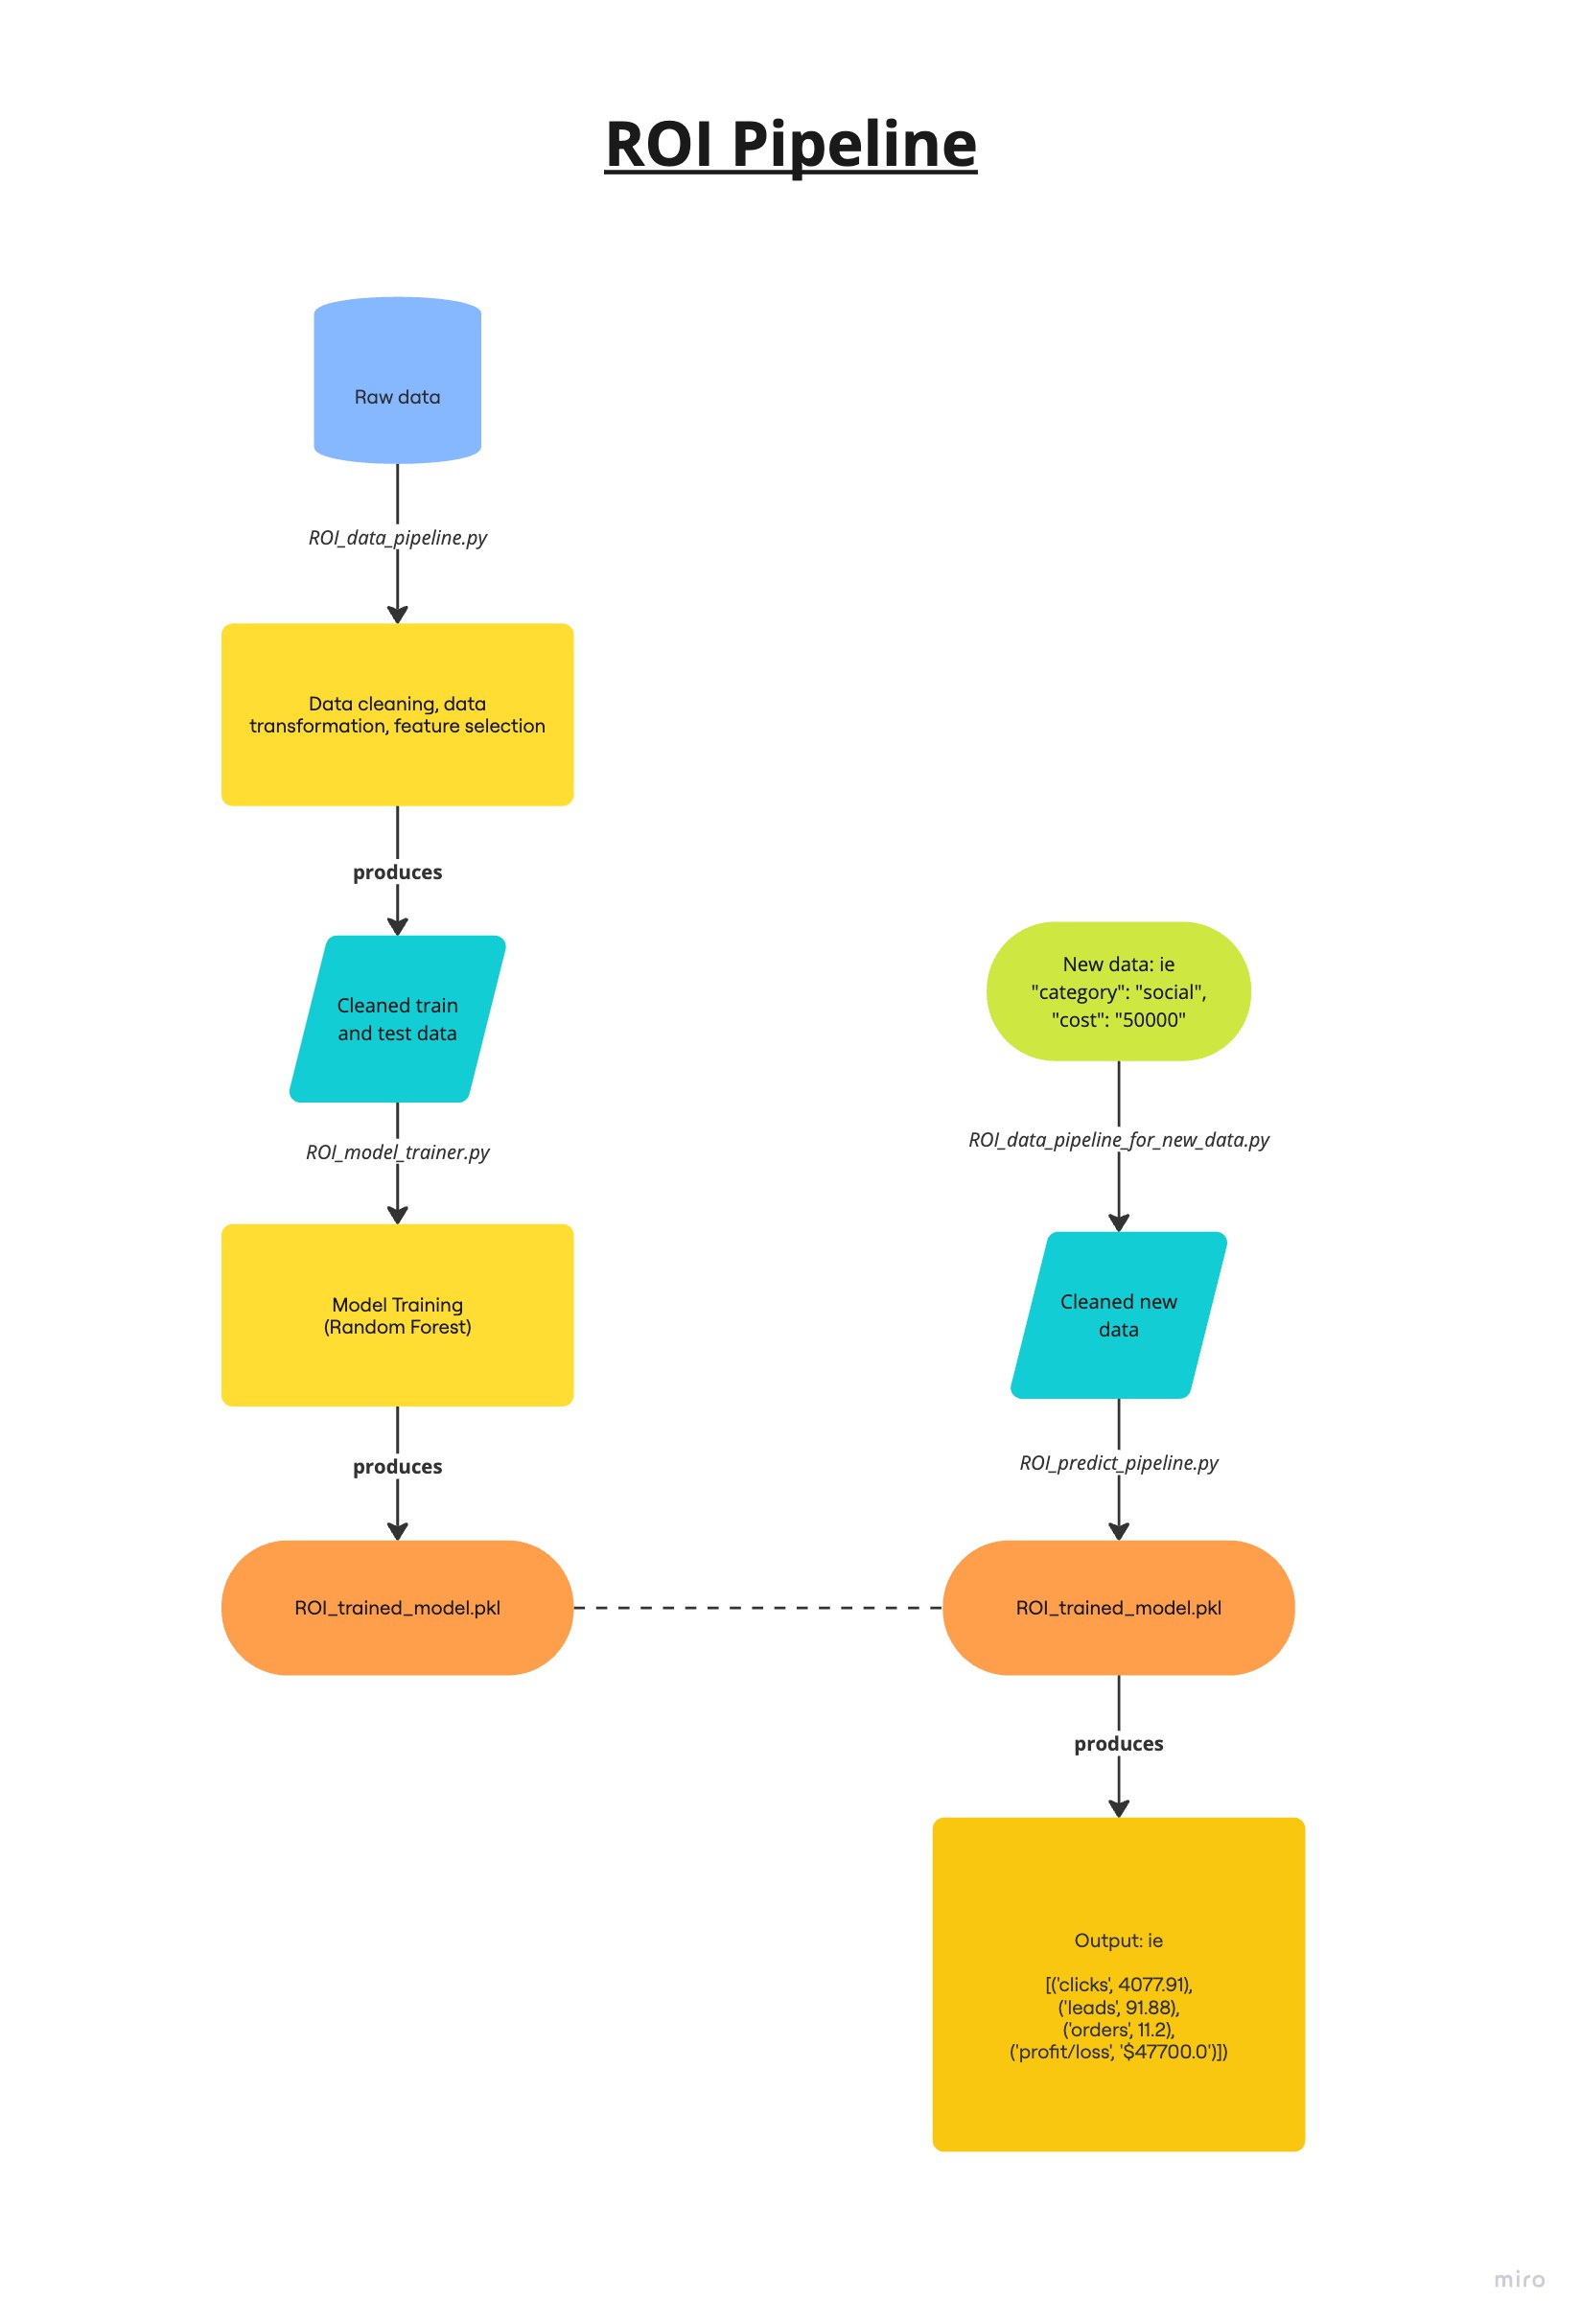 ROI Pipeline
Raw data
ROI_data_pipeline.py
Data cleaning, data
transformation, feature selection
produces
Cleaned train
and test data
ROI_model_trainer.py
Model Training
(Random Forest)
produces
ROI_trained_model.pkl
New data: ie
"category": "social",
"cost": "50000"
ROI_data_pipeline_for_new_data.py
Cleaned new
data
ROI_predict_pipeline.py
ROI_trained_model.pkl
produces
Output: ie
[('clicks', 4077.91),
('leads', 91.88),
('orders', 11.2),
('profit/loss', '$47700.0')])
miro